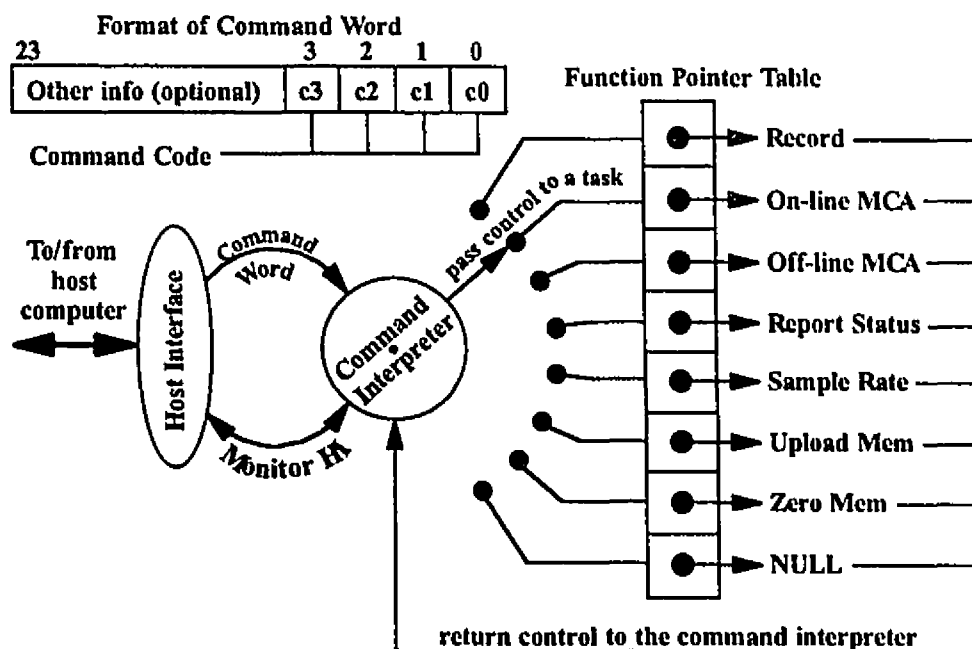 Format of Command Word
23 3 2 1 0
Other info (optional) c3 c2 c1 c0
Command Code
Function Pointer Table
Record
On-line MCA
Off-line MCA
Report Status
Sample Rate
Upload Mem
Zero Mem
NULL
pass control to a task
To/from
host
computer
Host Interface
Command
Word
Command
Interpreter
Monitor H/I
return control to the command interpreter